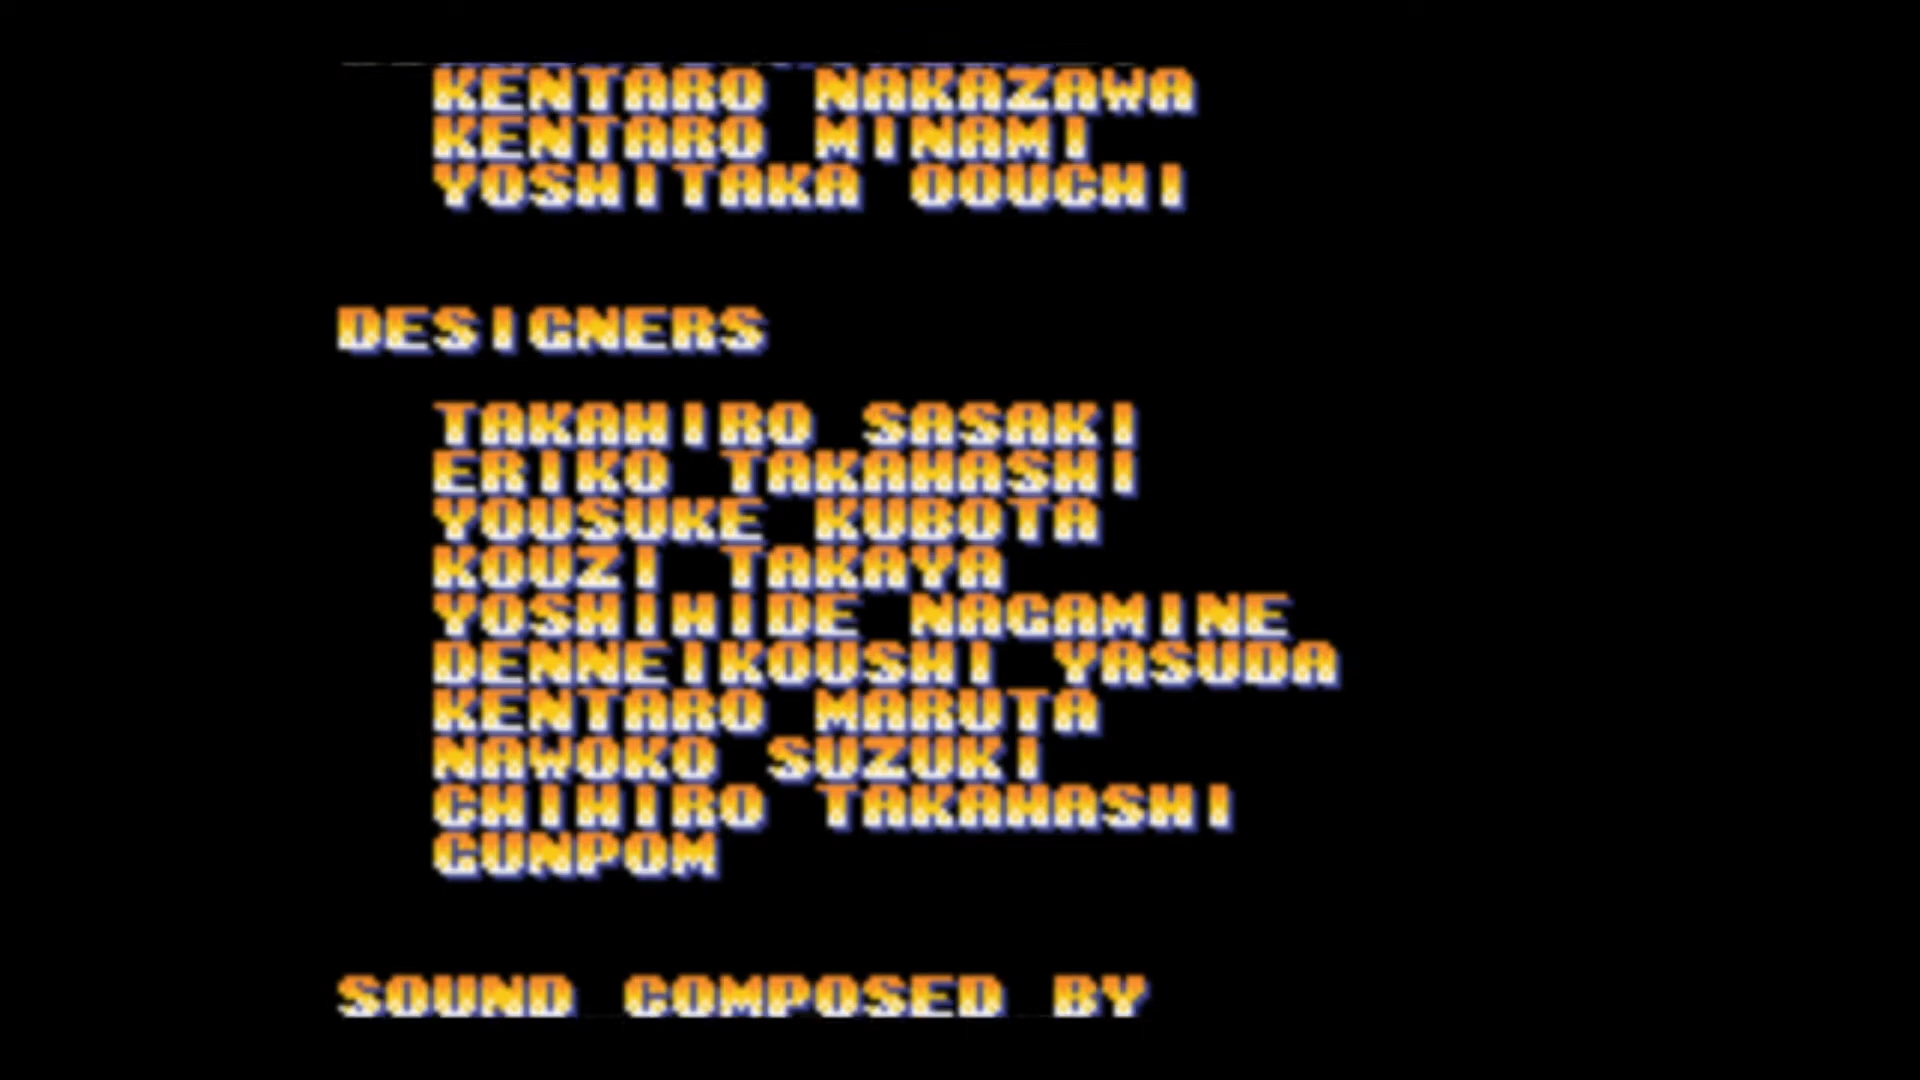 KENTARO NAKAZAWA
KENTARO MINAMI
YOSHITAKA OOUCHI
DESIGNERS
TAKAHIRO SASAKI
ERIKO TAKAHASHI
YOUSUKE KUBOTA
KOUZI TAKAYA
YOSHIHIDE NAGAMINE
DENNEIKOUSHI YASUDA
KENTARO MARUTA
NAWOKO SUZUKI
CHIHIRO TAKAHASHI
GUNPOM
SOUND COMPOSED BY